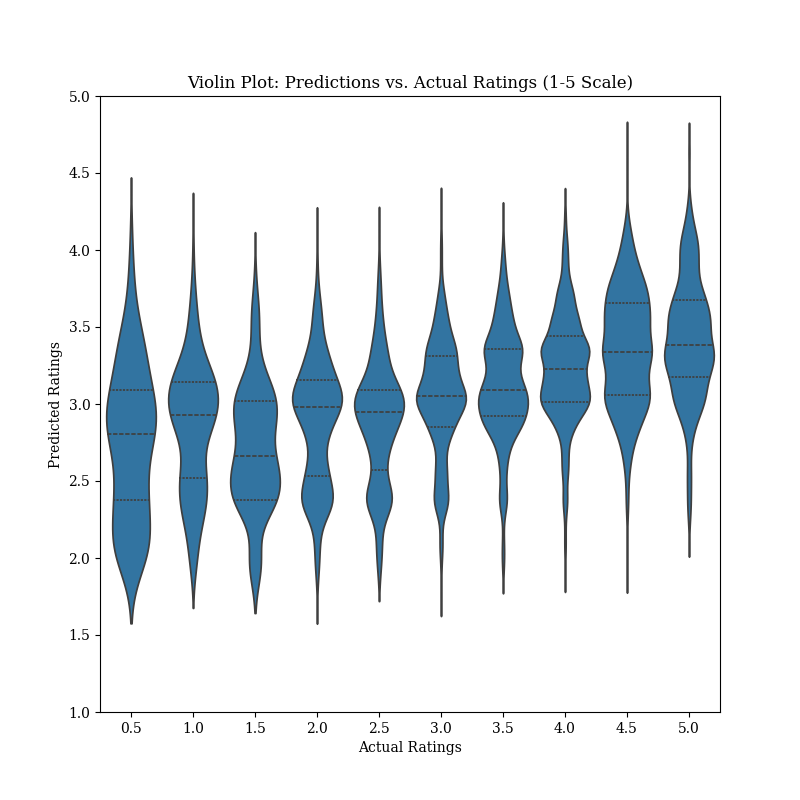 Violin Plot: Predictions vs. Actual Ratings (1-5 Scale)
5.0
4.5
4.0
3.5
3.0
2.5
2.0
1.5
1.0
Predicted Ratings
0.5 1.0 1.5 2.0 2.5 3.0 3.5 4.0 4.5 5.0
Actual Ratings